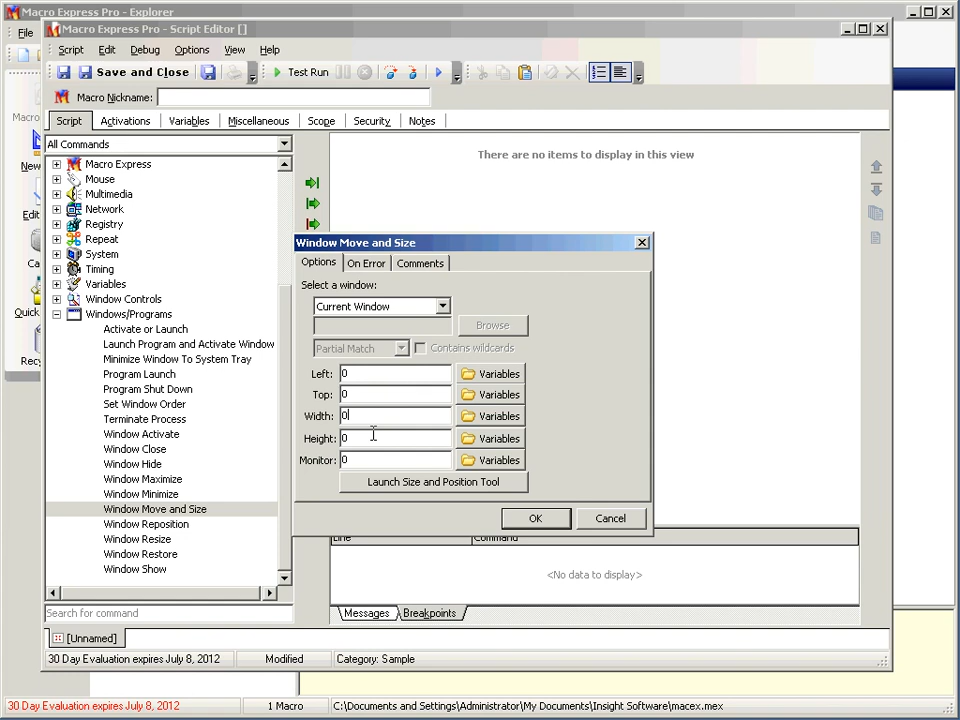 Macro Express Pro - Explorer
File
Macro Express Pro - Script Editor []
Script Edit Debug Options View Help
Save and Close Test Run
Macro Nickname:
Script Activations Variables Miscellaneous Scope Security Notes
All Commands
Macro Express
Mouse
Multimedia
Network
Registry
Repeat
System
Timing
Variables
Window Controls
Windows/Programs
Activate or Launch
Launch Program and Activate Window
Minimize Window To System Tray
Program Launch
Program Shut Down
Set Window Order
Terminate Process
Window Activate
Window Close
Window Hide
Window Maximize
Window Minimize
Window Move and Size
Window Reposition
Window Resize
Window Restore
Window Show
Search for command
Macro
New
Edit
Ca
Quick
Recy
There are no items to display in this view
Window Move and Size
Options On Error Comments
Select a window:
Current Window
Browse
Partial Match Contains wildcards
Left: 0 Variables
Top: 0 Variables
Width: 0 Variables
Height: 0 Variables
Monitor: 0 Variables
Launch Size and Position Tool
OK Cancel
Line Command
<No data to display>
Messages Breakpoints
[Unnamed]
30 Day Evaluation expires July 8, 2012 Modified Category: Sample
30 Day Evaluation expires July 8, 2012 1 Macro C:\Documents and Settings\Administrator\My Documents\Insight Software\macex.mex